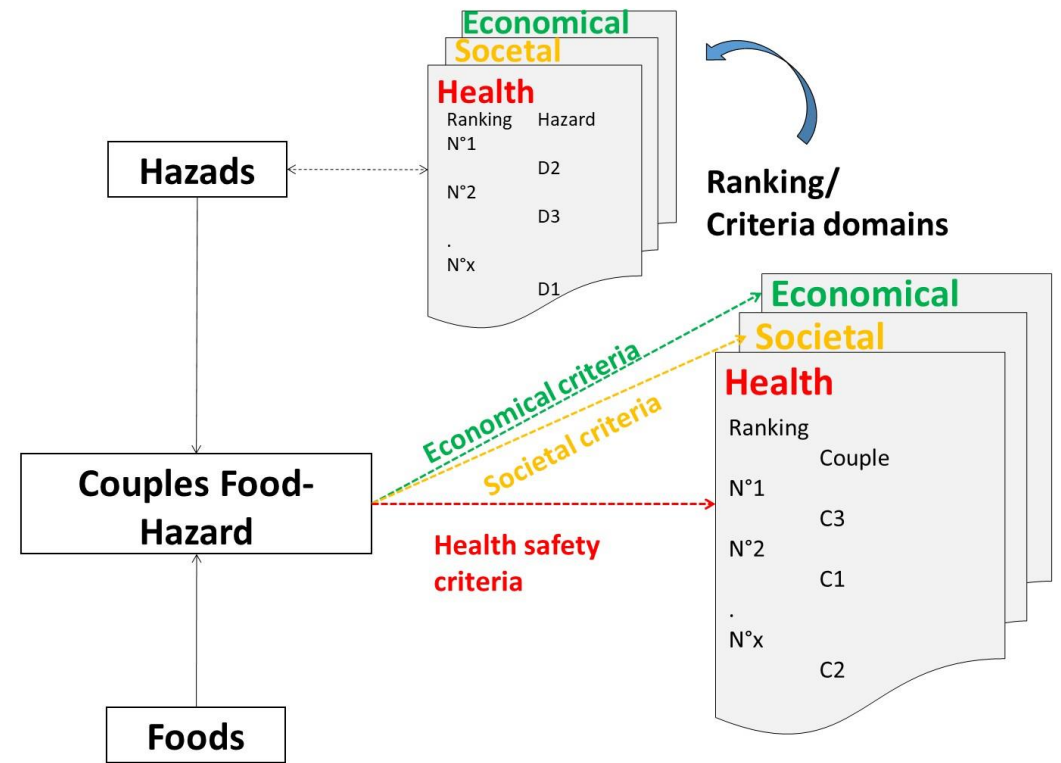 Economical
Socetal
Health
Ranking Hazard
N°1
D2
N°2
D3
.
N°x
D1
Hazads
Ranking/
Criteria domains
Economical
Societal
Health
Ranking
Couple
N°1
C3
N°2
C1
.
N°x
C2
Economical criteria
Societal criteria
Couples Food-
Hazard
Health safety
criteria
Foods